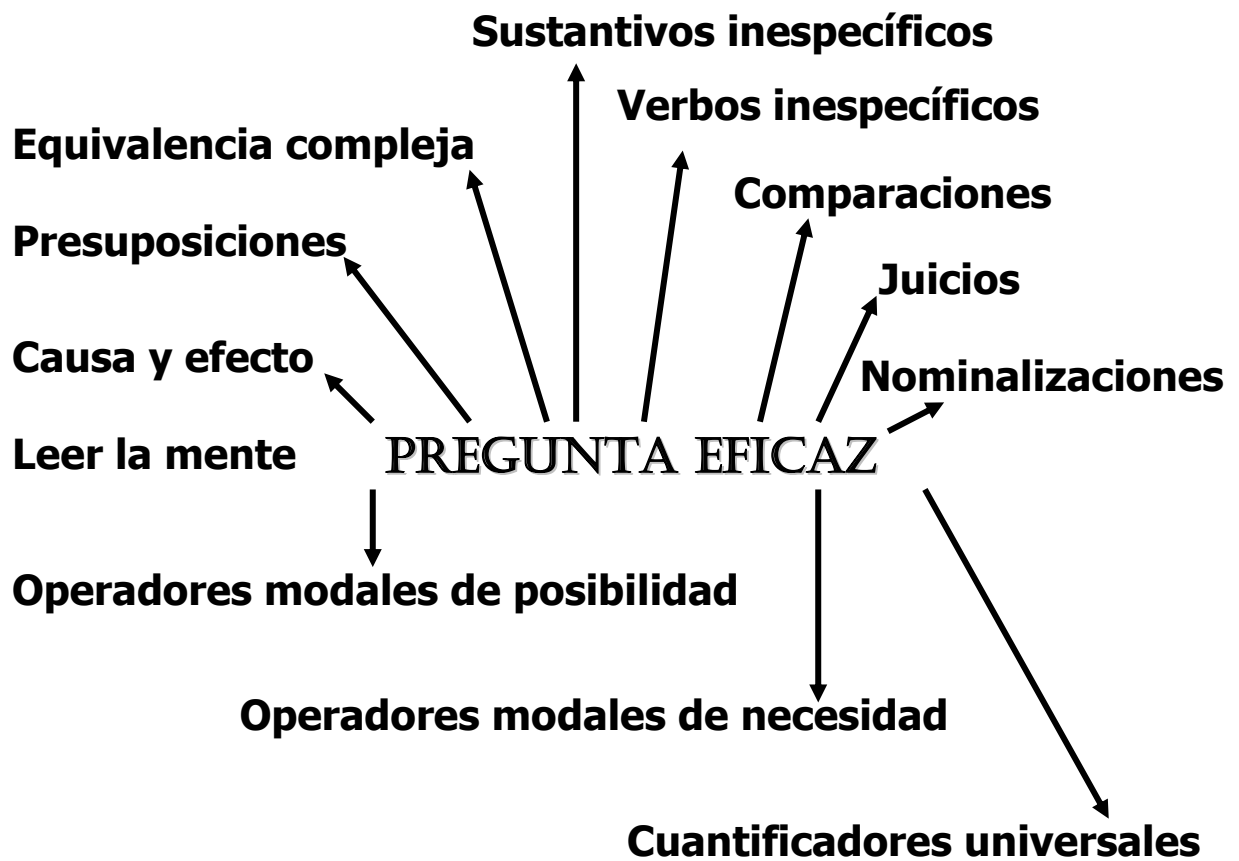 Sustantivos inespecíficos
Verbos inespecíficos
Equivalencia compleja
Comparaciones
Presuposiciones
Juicios
Causa y efecto
Nominalizaciones
Leer la mente
PREGUNTA EFICAZ
Operadores modales de posibilidad
Operadores modales de necesidad
Cuantificadores universales